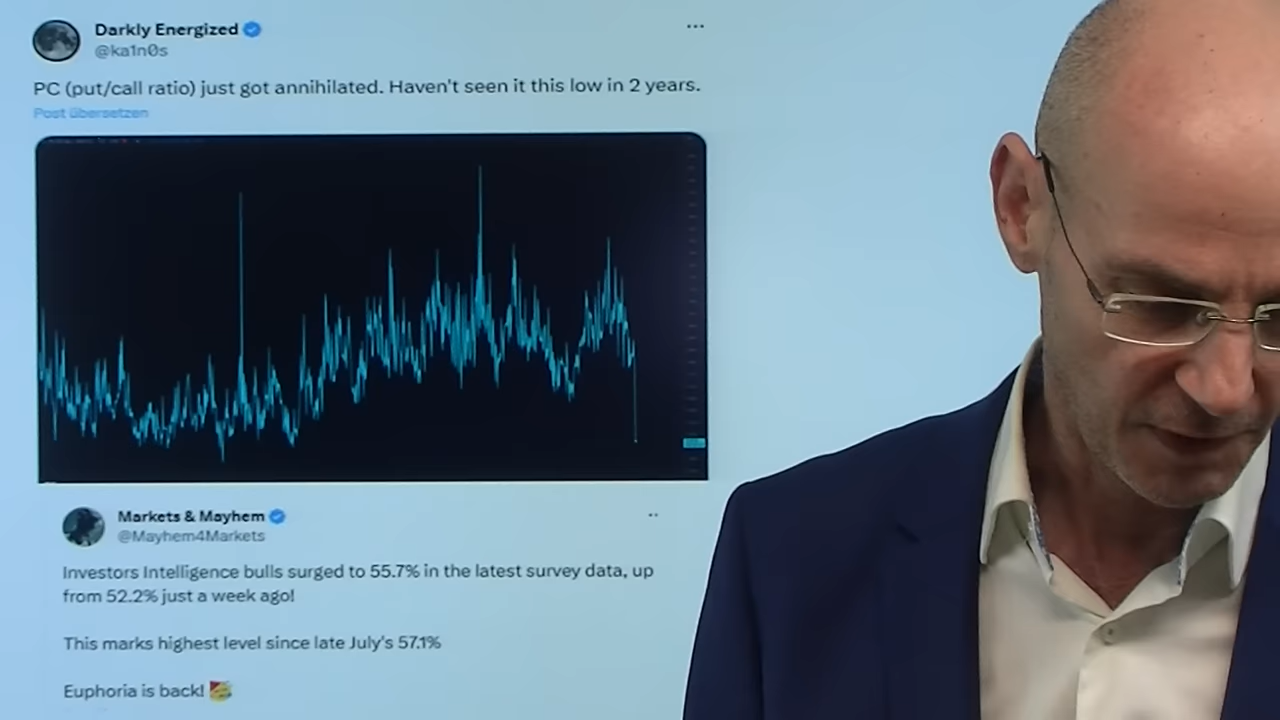 Darkly Energized
@ka1n0s
PC (put/call ratio) just got annihilated. Haven't seen it this low in 2 years.
Post übersetzen
Markets & Mayhem
@Mayhem4Markets
Investors Intelligence bulls surged to 55.7% in the latest survey data, up
from 52.2% just a week ago!
This marks highest level since late July's 57.1%
Euphoria is back!